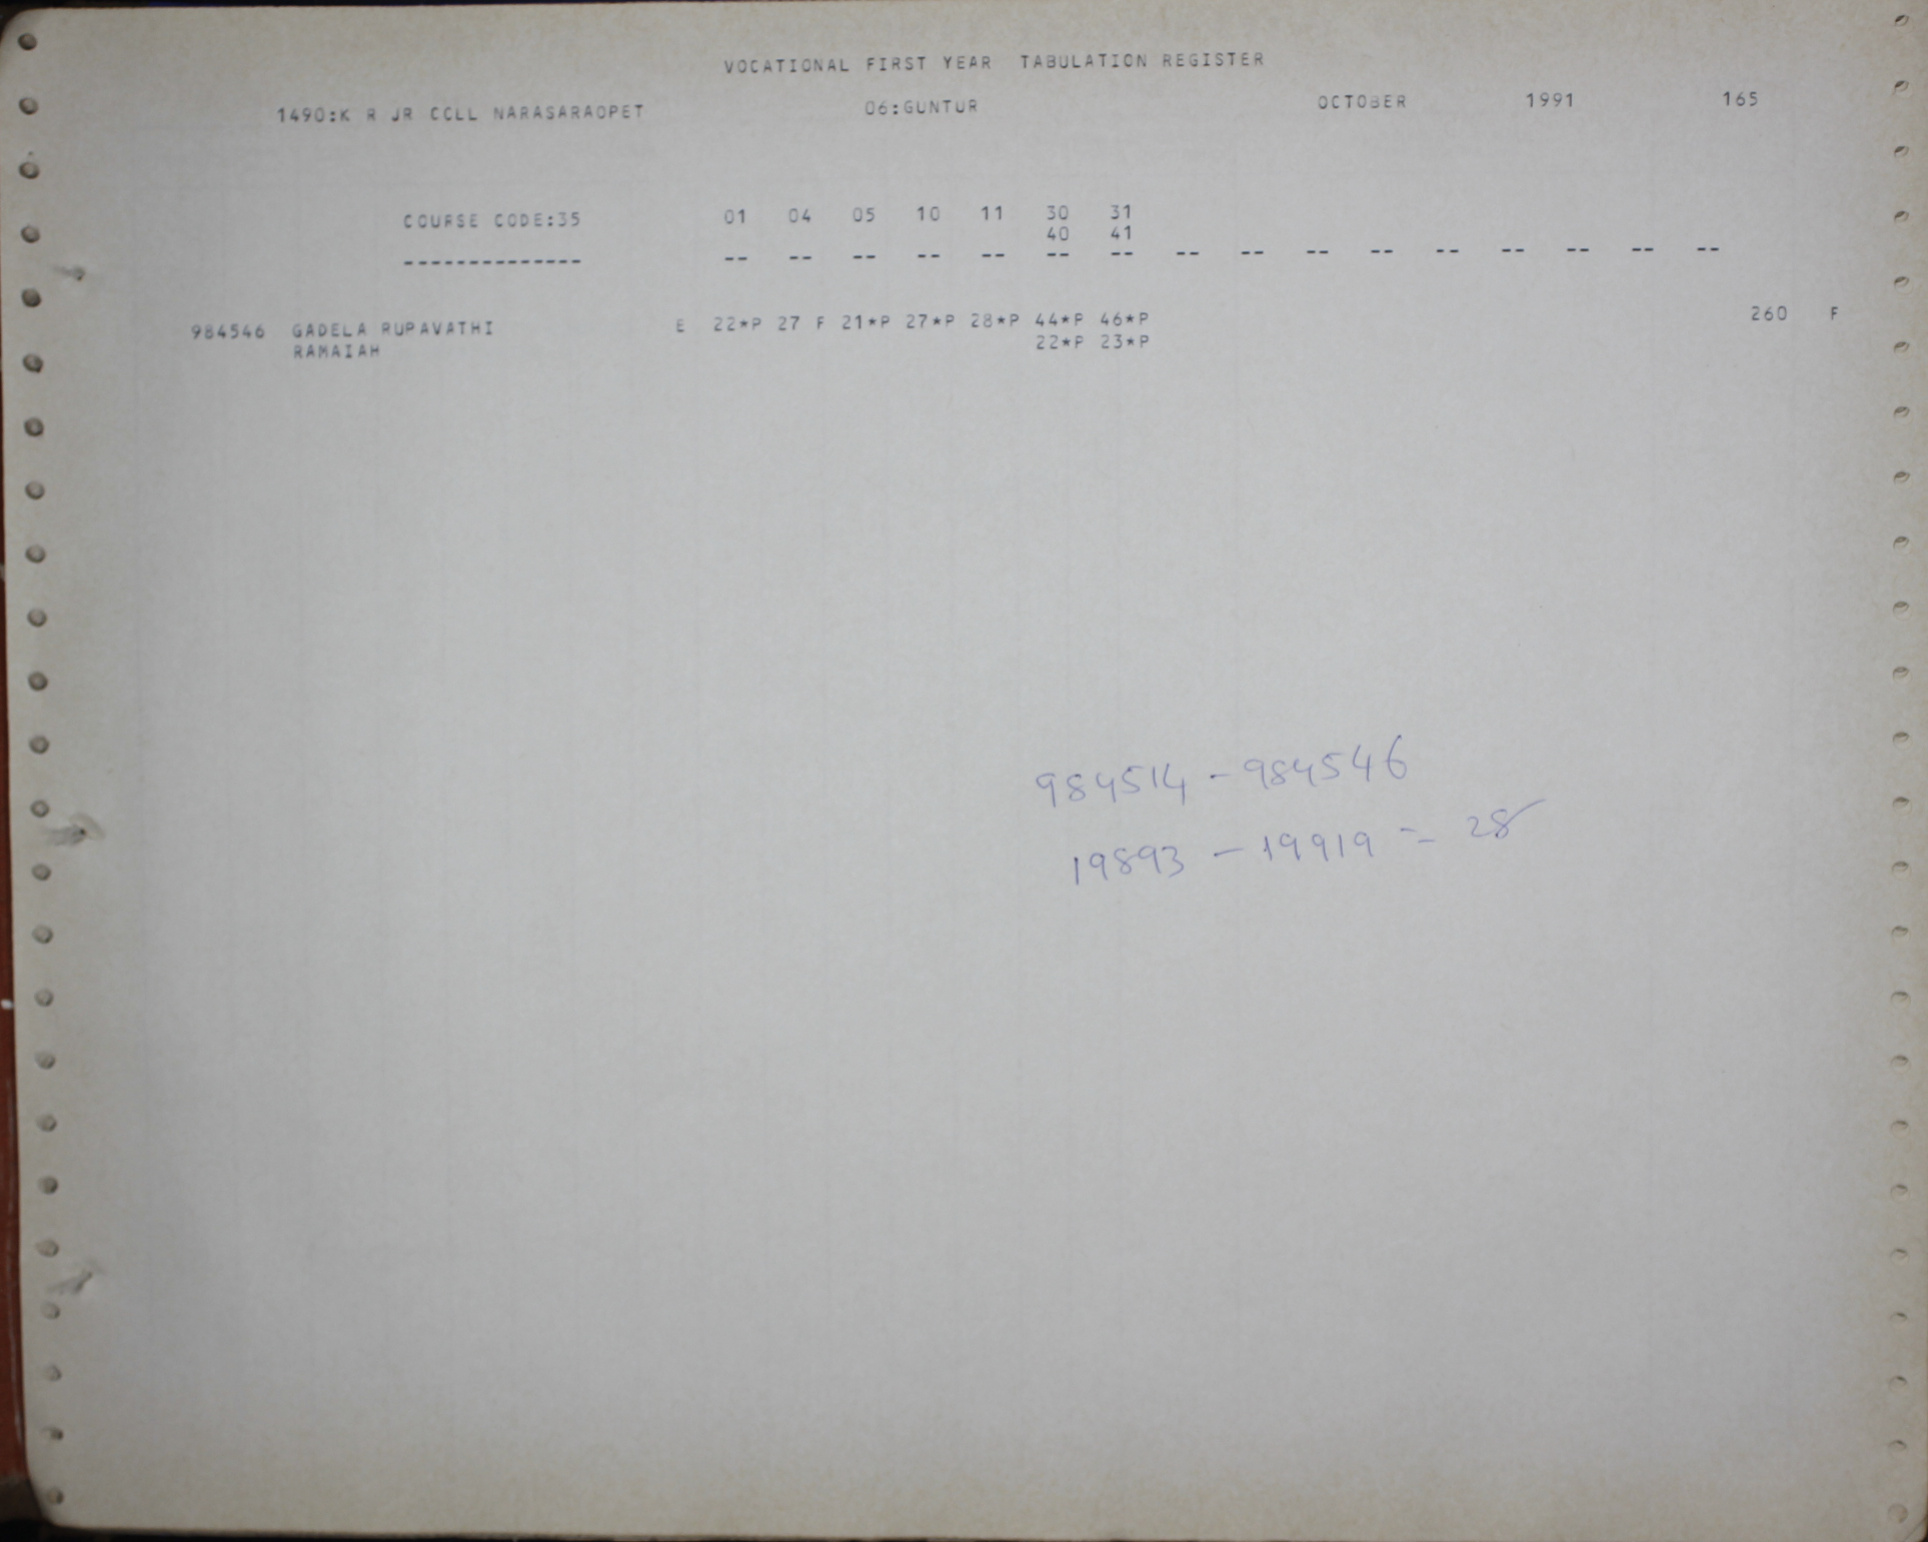 VOCATIONAL FIRST YEAR TABULATION REGISTER
1490:K R JR COLL NARASARAOPET 06:GUNTUR OCTOBER 1991 165
COURSE CODE:35 01 04 05 10 11 30 31
40 41
-------------- -- -- -- -- -- -- -- -- -- -- -- -- -- -- -- --
984546 GADELA RUPAVATHI E 22*P 27 F 21*P 27*P 28*P 44*P 46*P 260 F
RAMAIAH 22*P 23*P
984514 - 984546
19893 - 19919 = 28